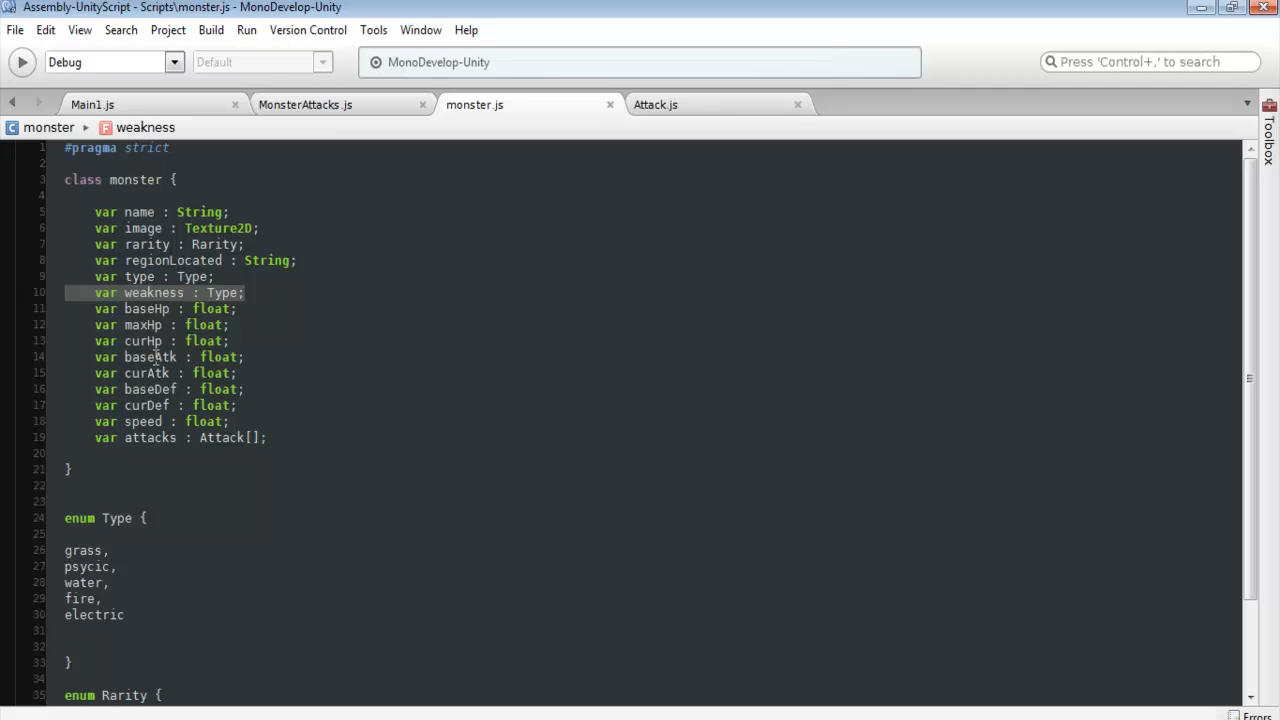 Assembly-UnityScript - Scripts\monster.js - MonoDevelop-Unity
File Edit View Search Project Build Run Version Control Tools Window Help
Debug Default MonoDevelop-Unity Press 'Control+,' to search
Main1.js MonsterAttacks.js monster.js Attack.js
monster weakness
Toolbox
1 #pragma strict
2
3 class monster {
4
5 var name : String;
6 var image : Texture2D;
7 var rarity : Rarity;
8 var regionLocated : String;
9 var type : Type;
10 var weakness : Type;
11 var baseHp : float;
12 var maxHp : float;
13 var curHp : float;
14 var baseAtk : float;
15 var curAtk : float;
16 var baseDef : float;
17 var curDef : float;
18 var speed : float;
19 var attacks : Attack[];
20
21 }
22
23
24 enum Type {
25
26 grass,
27 psycic,
28 water,
29 fire,
30 electric
31
32
33 }
34
35 enum Rarity {
Errors